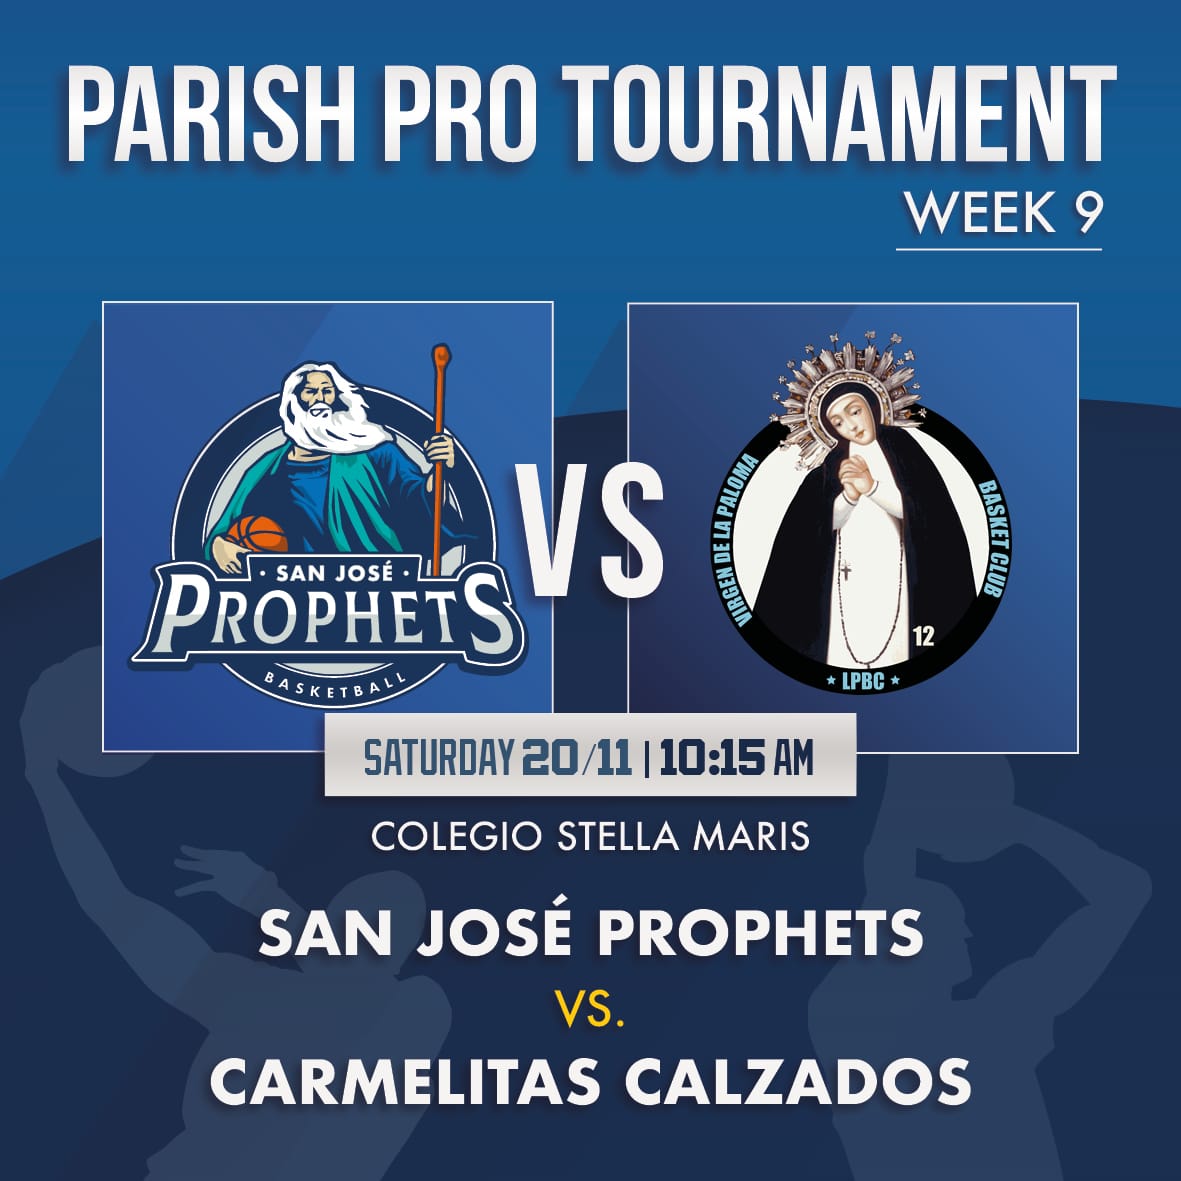 PARISH PRO TOURNAMENT
WEEK 9
· SAN JOSÉ ·
PROPHETS
BASKETBALL
VS
VIRGEN DE LA PALOMA
BASKET CLUB
12
★ LPBC ★
SATURDAY 20/11 | 10:15 AM
COLEGIO STELLA MARIS
SAN JOSÉ PROPHETS
VS.
CARMELITAS CALZADOS